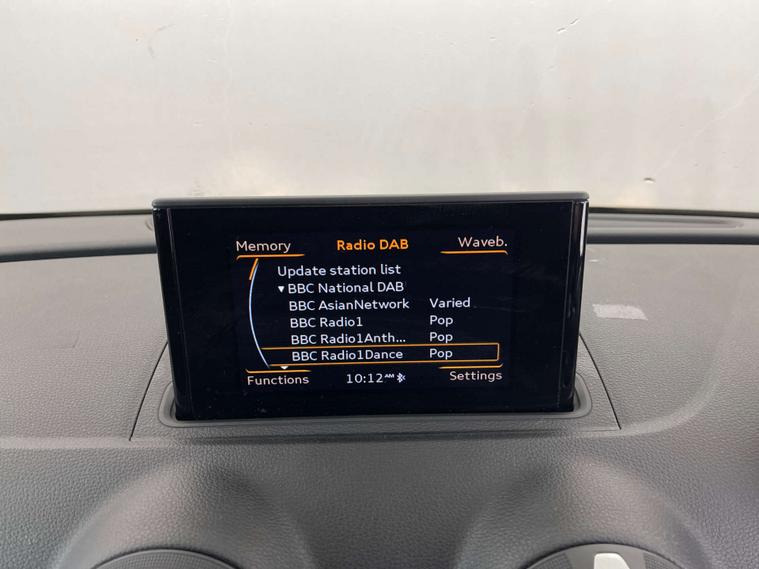 Memory Radio DAB Waveb.
Update station list
▼ BBC National DAB
BBC AsianNetwork Varied
BBC Radio1 Pop
BBC Radio1Anth... Pop
BBC Radio1Dance Pop
Functions 10:12 AM Settings